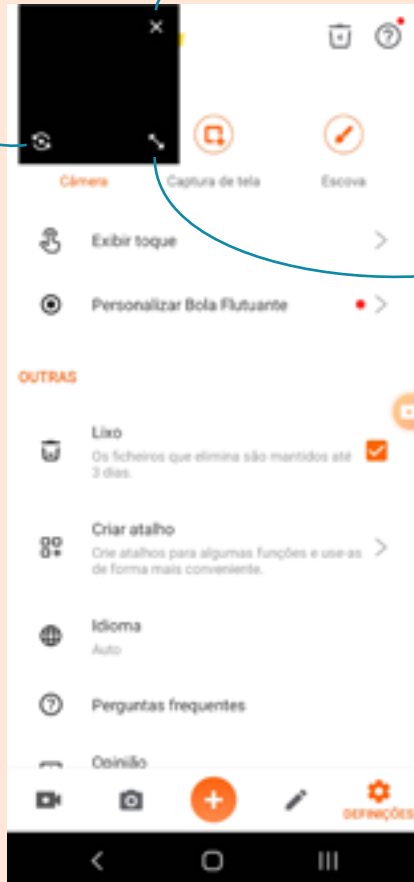 Câmera
Captura de tela
Escova
Exibir toque
Personalizar Bola Flutuante
OUTRAS
Lixo
Os ficheiros que elimina são mantidos até
3 dias.
Criar atalho
Crie atalhos para algumas funções e use-as
de forma mais conveniente.
Idioma
Auto
Perguntas frequentes
Opinião
DEFINIÇÕES